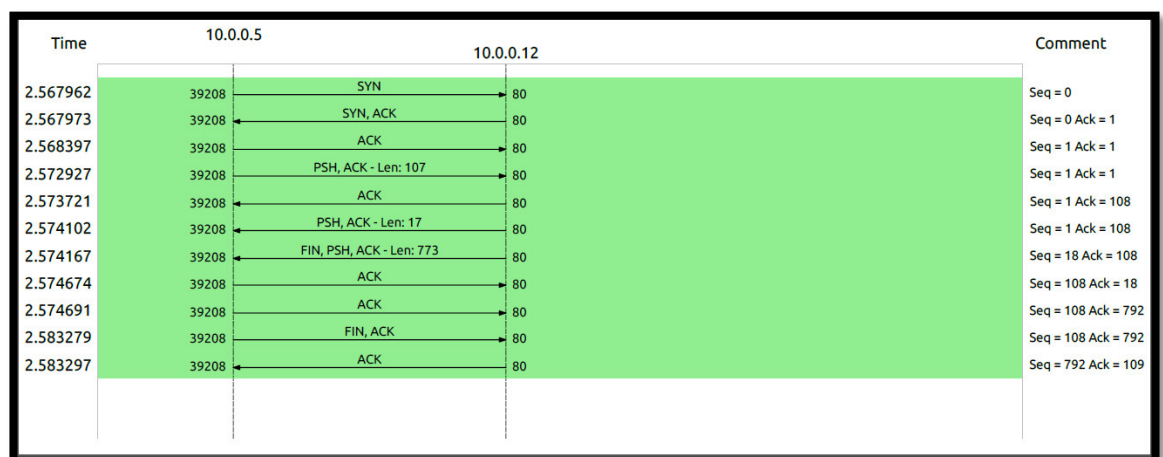 Time 10.0.0.5 10.0.0.12 Comment
2.567962 39208 SYN 80 Seq = 0
2.567973 39208 SYN, ACK 80 Seq = 0 Ack = 1
2.568397 39208 ACK 80 Seq = 1 Ack = 1
2.572927 39208 PSH, ACK - Len: 107 80 Seq = 1 Ack = 1
2.573721 39208 ACK 80 Seq = 1 Ack = 108
2.574102 39208 PSH, ACK - Len: 17 80 Seq = 1 Ack = 108
2.574167 39208 FIN, PSH, ACK - Len: 773 80 Seq = 18 Ack = 108
2.574674 39208 ACK 80 Seq = 108 Ack = 18
2.574691 39208 ACK 80 Seq = 108 Ack = 792
2.583279 39208 FIN, ACK 80 Seq = 108 Ack = 792
2.583297 39208 ACK 80 Seq = 792 Ack = 109